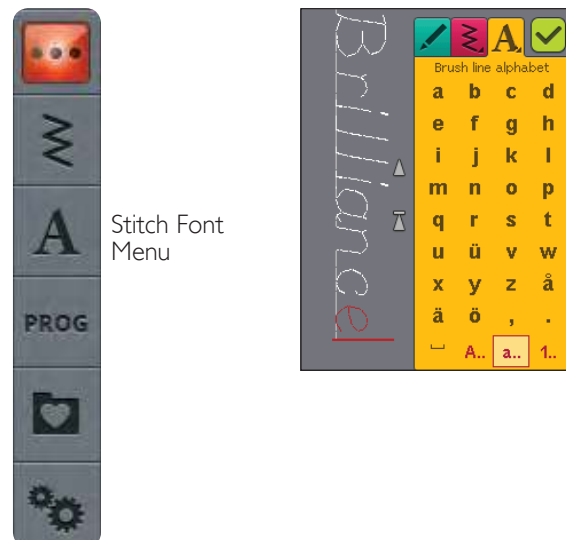 A
Stitch Font
Menu
PROG
Brilliance
A
Brush line alphabet
a b c d
e f g h
i j k l
m n o p
q r s t
u ü v w
x y z å
ä ö , .
A.. a.. 1..